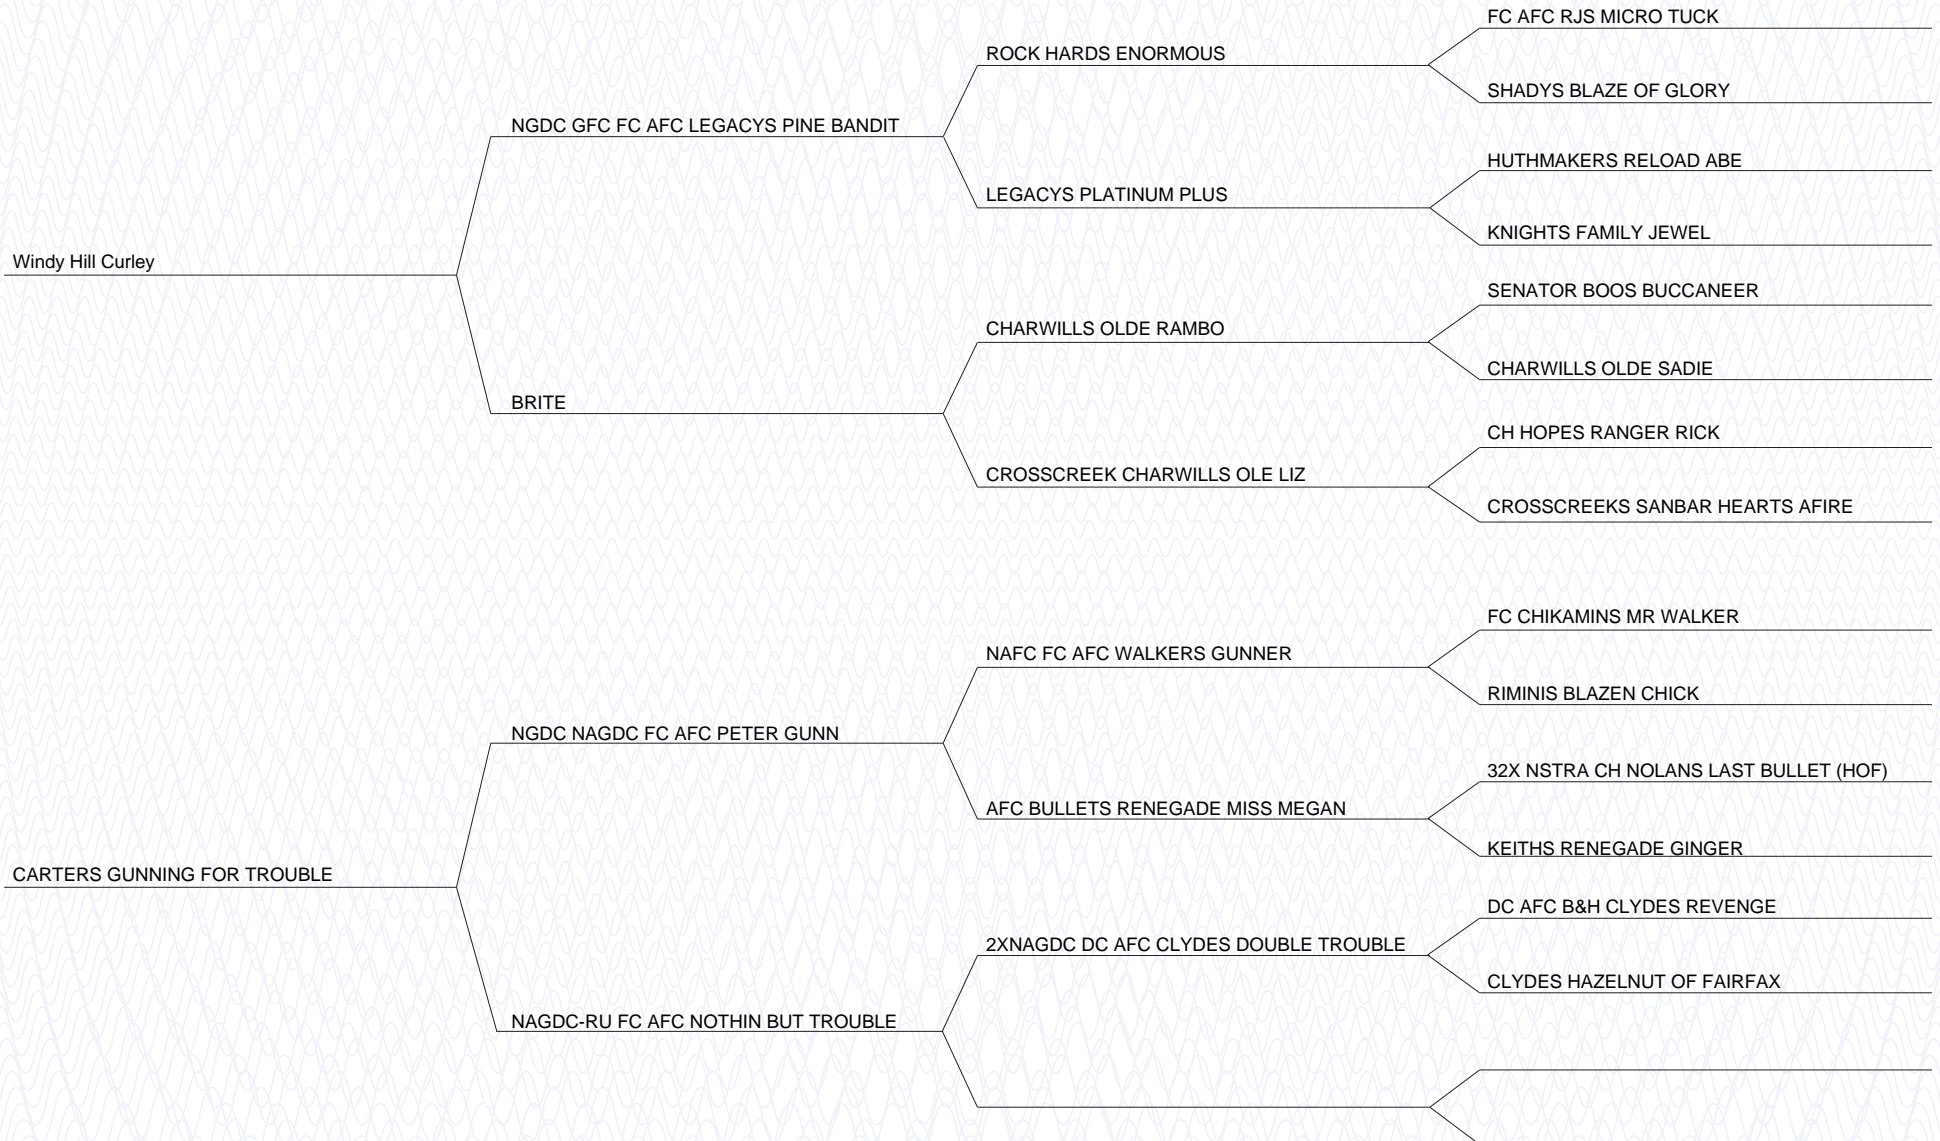 FC AFC RJS MICRO TUCK
ROCK HARDS ENORMOUS
SHADYS BLAZE OF GLORY
NGDC GFC FC AFC LEGACYS PINE BANDIT
HUTHMAKERS RELOAD ABE
LEGACYS PLATINUM PLUS
KNIGHTS FAMILY JEWEL
Windy Hill Curley
SENATOR BOOS BUCCANEER
CHARWILLS OLDE RAMBO
CHARWILLS OLDE SADIE
BRITE
CH HOPES RANGER RICK
CROSSCREEK CHARWILLS OLE LIZ
CROSSCREEKS SANBAR HEARTS AFIRE
FC CHIKAMINS MR WALKER
NAFC FC AFC WALKERS GUNNER
RIMINIS BLAZEN CHICK
NGDC NAGDC FC AFC PETER GUNN
32X NSTRA CH NOLANS LAST BULLET (HOF)
AFC BULLETS RENEGADE MISS MEGAN
KEITHS RENEGADE GINGER
CARTERS GUNNING FOR TROUBLE
DC AFC B&H CLYDES REVENGE
2XNAGDC DC AFC CLYDES DOUBLE TROUBLE
CLYDES HAZELNUT OF FAIRFAX
NAGDC-RU FC AFC NOTHIN BUT TROUBLE